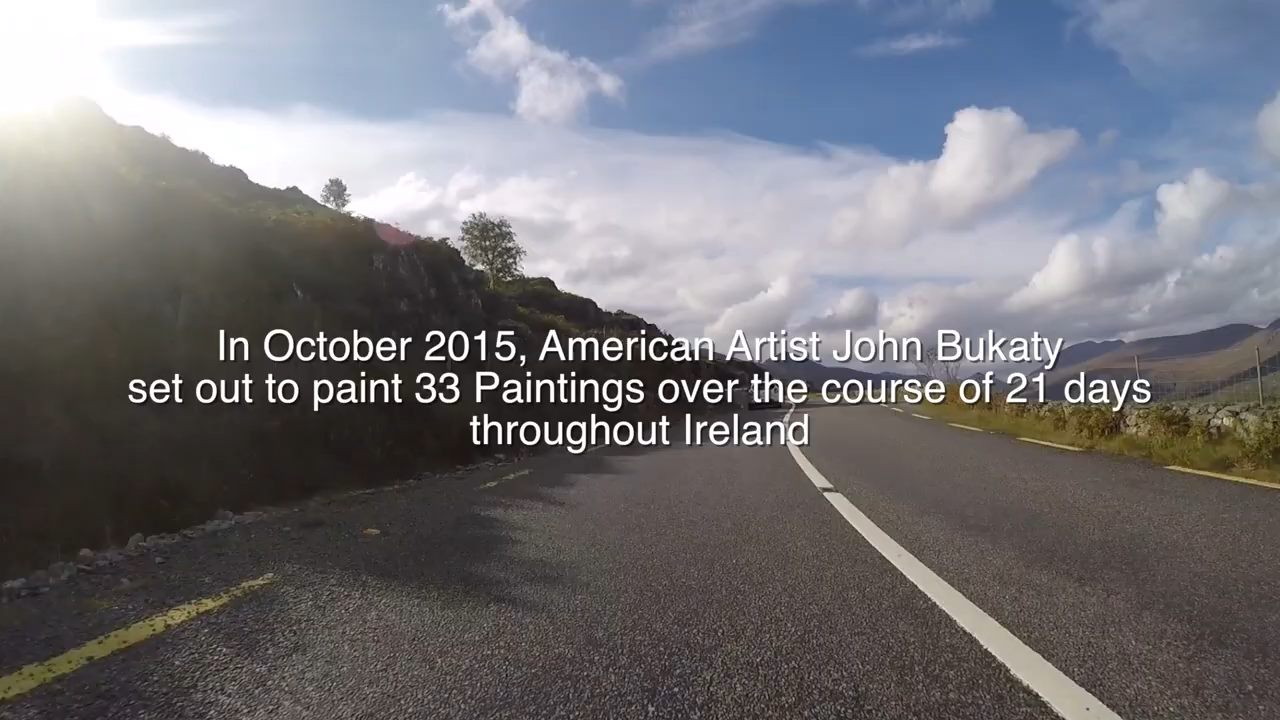 In October 2015, American Artist John Bukaty
set out to paint 33 Paintings over the course of 21 days
throughout Ireland